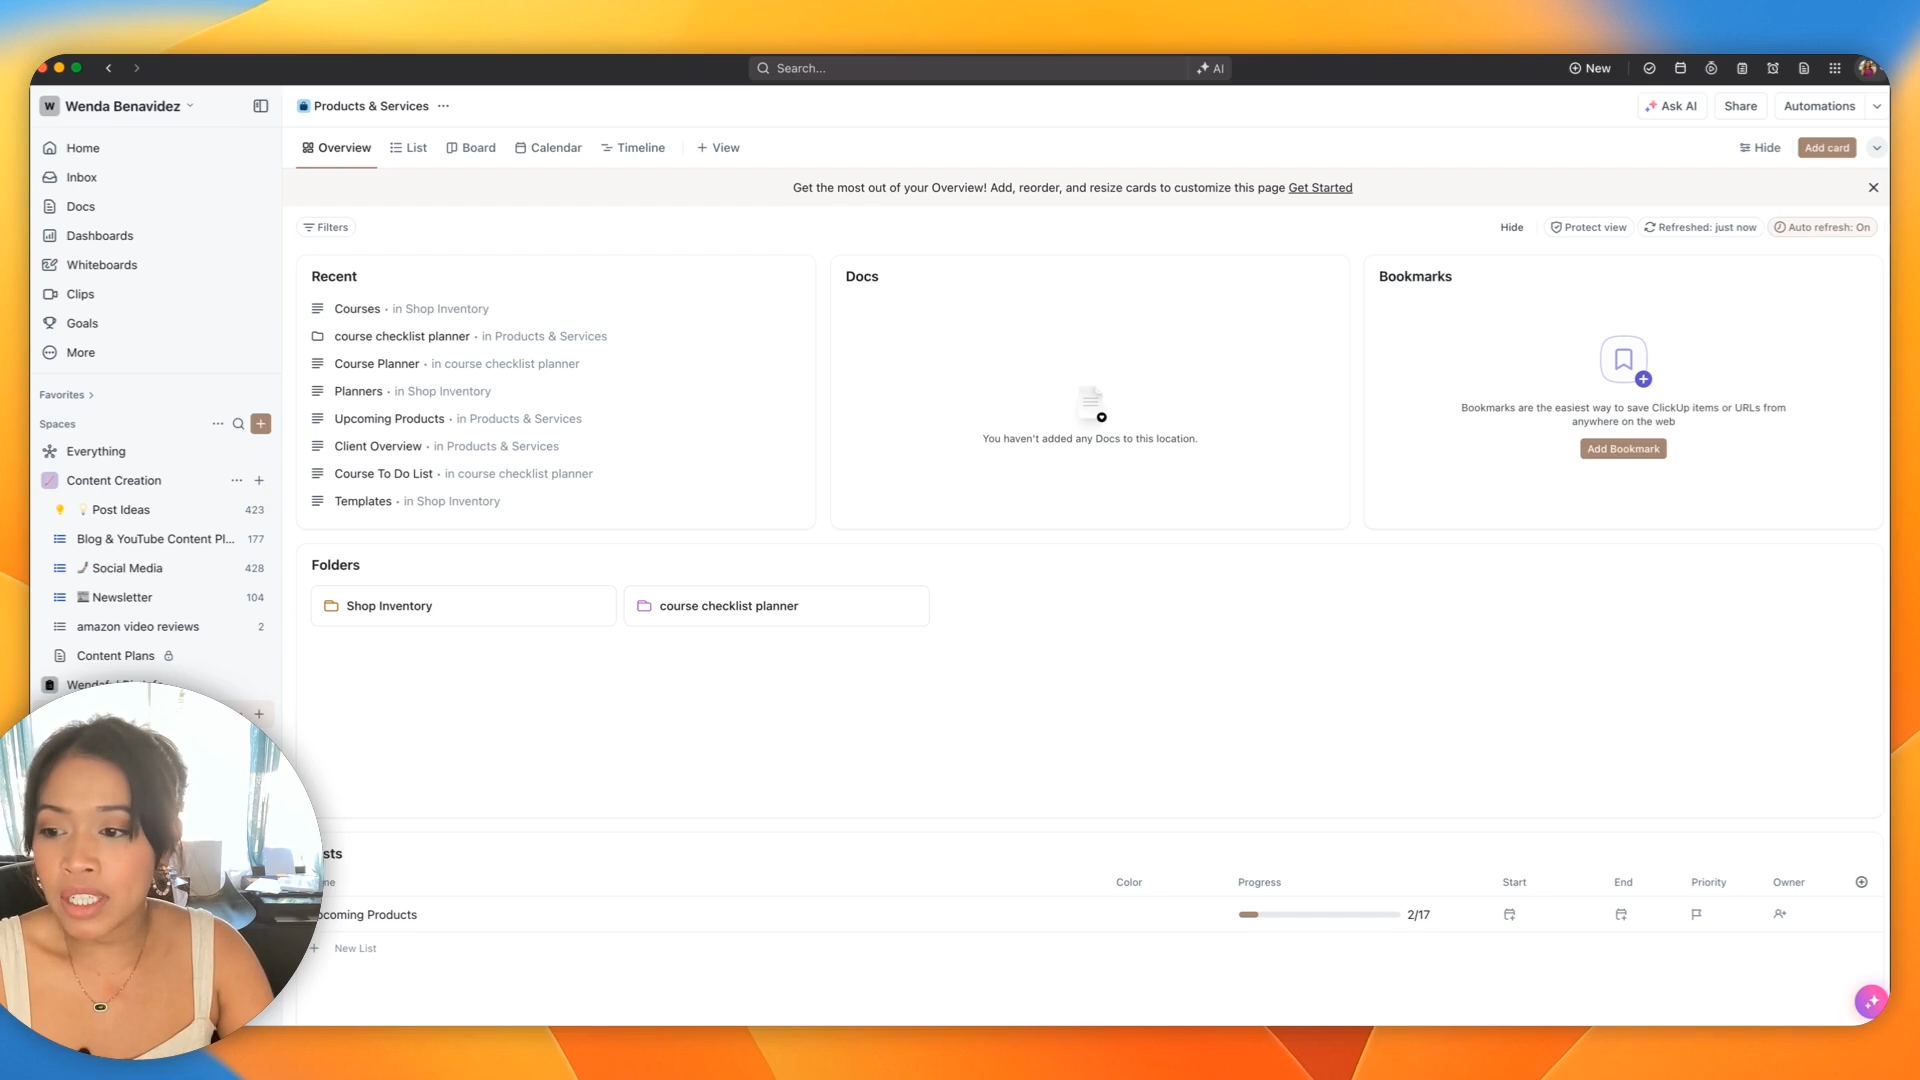 Search...
AI
New
W Wenda Benavidez
Products & Services
Ask AI
Share
Automations
Overview
List
Board
Calendar
Timeline
+ View
Hide
Add card
Get the most out of your Overview! Add, reorder, and resize cards to customize this page Get Started
Filters
Hide
Protect view
Refreshed: just now
Auto refresh: On
Home
Inbox
Docs
Dashboards
Whiteboards
Clips
Goals
More
Favorites
Spaces
Everything
Content Creation
Post Ideas 423
Blog & YouTube Content Pl... 177
Social Media 428
Newsletter 104
amazon video reviews 2
Content Plans
Recent
Courses • in Shop Inventory
course checklist planner • in Products & Services
Course Planner • in course checklist planner
Planners • in Shop Inventory
Upcoming Products • in Products & Services
Client Overview • in Products & Services
Course To Do List • in course checklist planner
Templates • in Shop Inventory
Docs
You haven't added any Docs to this location.
Bookmarks
Bookmarks are the easiest way to save ClickUp items or URLs from
anywhere on the web
Add Bookmark
Folders
Shop Inventory
course checklist planner
sts
me
Color
Progress
Start
End
Priority
Owner
coming Products
2/17
New List